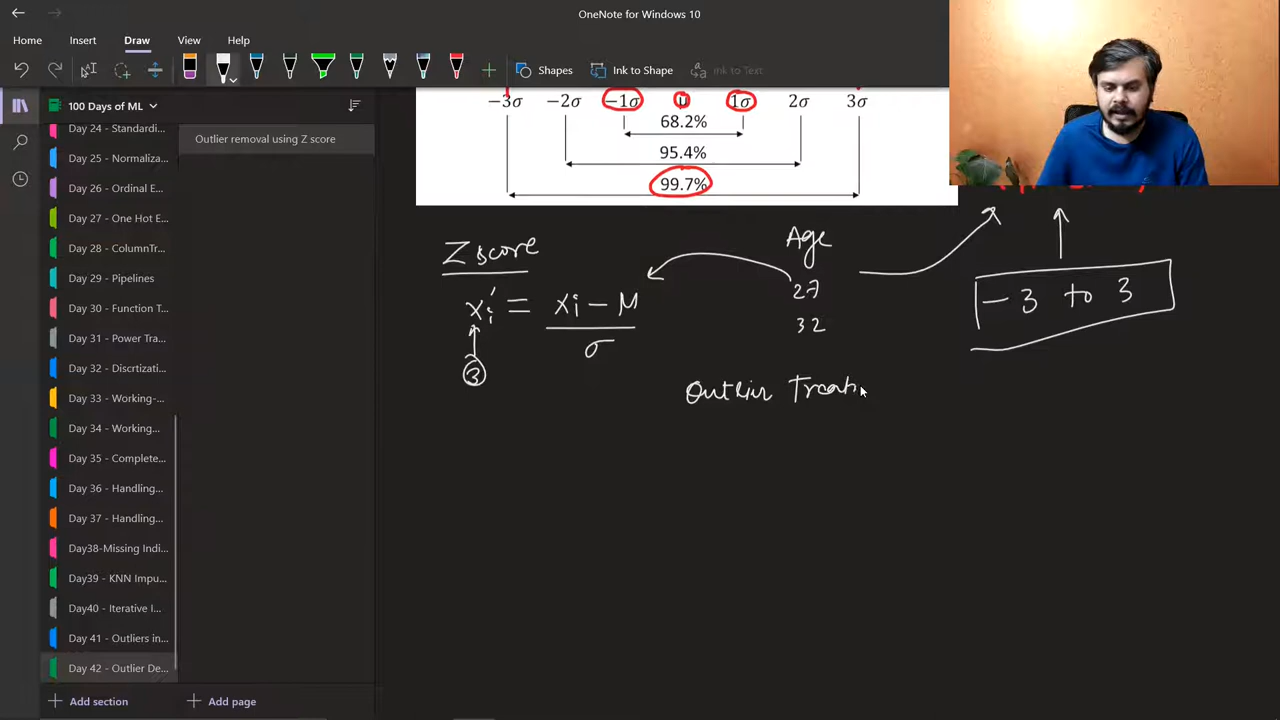 OneNote for Windows 10
Home Insert Draw View Help
Shapes Ink to Shape Ink to Text
100 Days of ML
Outlier removal using Z score
Day 24 - Standardi...
Day 25 - Normaliza...
Day 26 - Ordinal E...
Day 27 - One Hot E...
Day 28 - ColumnTr...
Day 29 - Pipelines
Day 30 - Function T...
Day 31 - Power Tra...
Day 32 - Discrtizati...
Day 33 - Working-...
Day 34 - Working...
Day 35 - Complete...
Day 36 - Handling...
Day 37 - Handling...
Day38-Missing Indi...
Day39 - KNN Impu...
Day40 - Iterative I...
Day 41 - Outliers in...
Day 42 - Outlier De...
Add section Add page
−3σ −2σ −1σ μ 1σ 2σ 3σ
68.2%
95.4%
99.7%
Z score
Age
xi' = xi − μ
σ
27
32
−3 to 3
3
Outlier Treatm